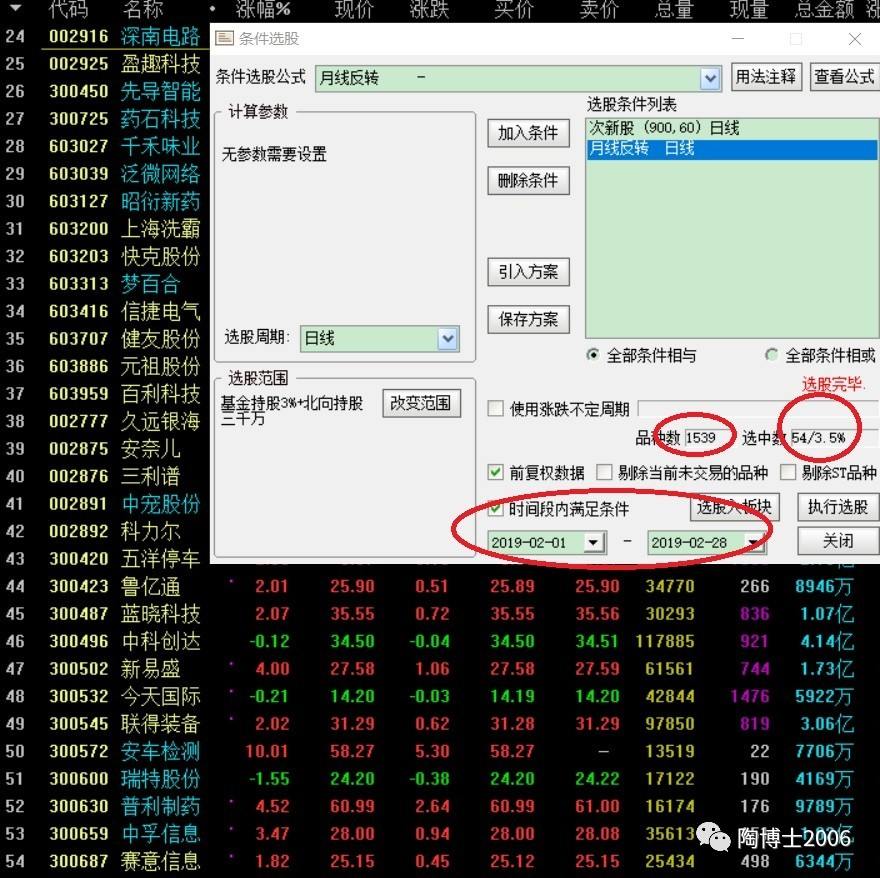 代码 名称 涨幅% 现价 涨跌 买价 卖价 总量 现量 总金额 涨
24 002916 深南电路
25 002925 盈趣科技
26 300450 先导智能
27 300725 药石科技
28 603027 千禾味业
29 603039 泛微网络
30 603127 昭衍新药
31 603200 上海洗霸
32 603203 快克股份
33 603313 梦百合
34 603416 信捷电气
35 603707 健友股份
36 603886 元祖股份
37 603959 百利科技
38 002777 久远银海
39 002875 安奈儿
40 002876 三利谱
41 002891 中宠股份
42 002892 科力尔
43 300420 五洋停车
条件选股
条件选股公式 月线反转 - 用法注释 查看公式
计算参数
无参数需要设置
选股周期: 日线
选股范围
基金持股3%+北向持股
三千万
改变范围
加入条件
删除条件
引入方案
保存方案
选股条件列表
次新股 (900,60) 日线
月线反转 日线
全部条件相与 全部条件相或
选股完毕.
使用涨跌不定周期
品种数 1539 选中数 54/3.5%
前复权数据 剔除当前未交易的品种 剔除ST品种
时间段内满足条件 选股入板块 执行选股
2019-02-01 - 2019-02-28 关闭
44 300423 鲁亿通 2.01 25.90 0.51 25.89 25.90 34770 266 8946万
45 300487 蓝晓科技 2.07 35.55 0.72 35.55 35.56 30293 836 1.07亿
46 300496 中科创达 -0.12 34.50 -0.04 34.50 34.51 117885 921 4.14亿
47 300502 新易盛 4.00 27.58 1.06 27.58 27.59 61561 744 1.73亿
48 300532 今天国际 -0.21 14.20 -0.03 14.19 14.20 42844 1476 5922万
49 300545 联得装备 2.02 31.29 0.62 31.28 31.29 97850 819 3.06亿
50 300572 安车检测 10.01 58.27 5.30 58.27 — 13519 22 7706万
51 300600 瑞特股份 -1.55 24.20 -0.38 24.20 24.22 17122 190 4169万
52 300630 普利制药 4.52 60.99 2.64 60.99 61.00 16174 176 9789万
53 300659 中孚信息 3.47 28.00 0.94 28.00 28.08 35613
54 300687 赛意信息 1.82 25.15 0.45 25.12 25.15 25434 498 6344万
陶博士2006